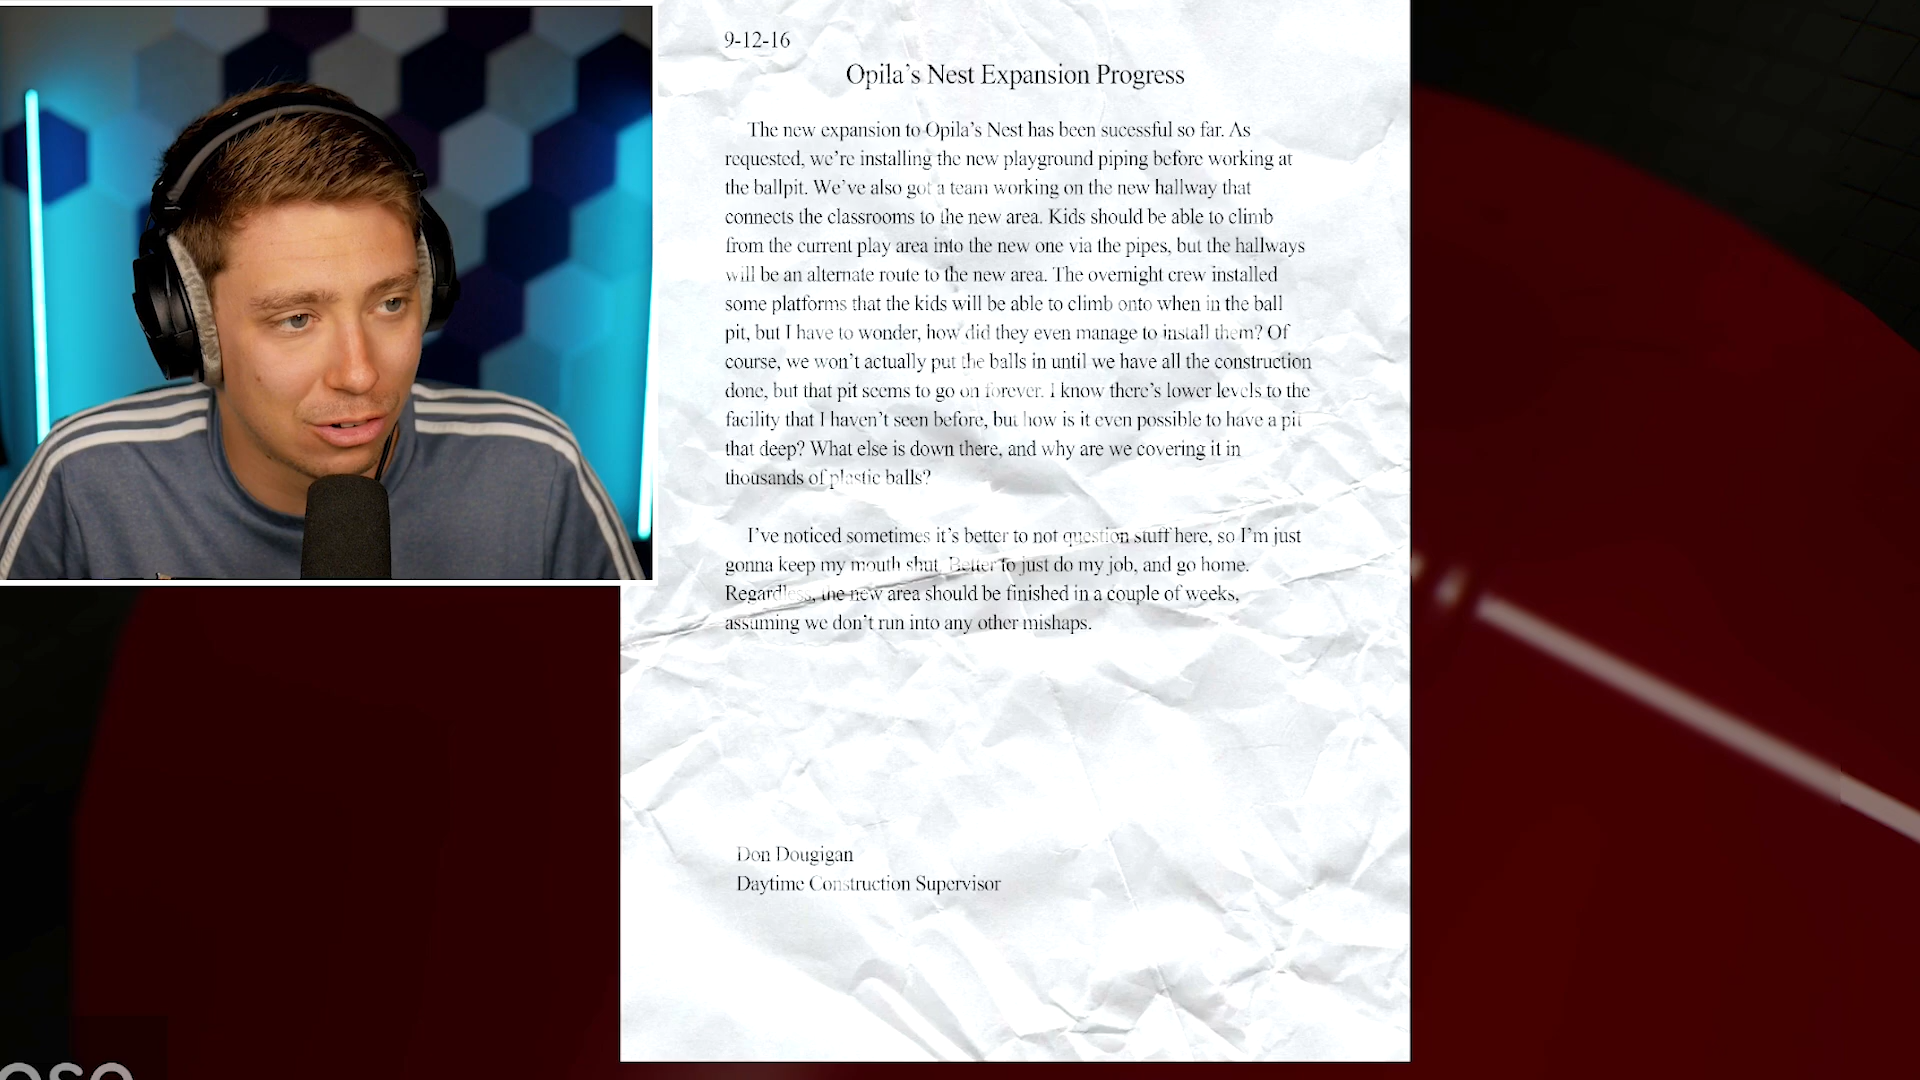 9-12-16
Opila's Nest Expansion Progress
The new expansion to Opila's Nest has been sucessful so far. As
requested, we're installing the new playground piping before working at
the ballpit. We've also got a team working on the new hallway that
connects the classrooms to the new area. Kids should be able to climb
from the current play area into the new one via the pipes, but the hallways
will be an alternate route to the new area. The overnight crew installed
some platforms that the kids will be able to climb onto when in the ball
pit, but I have to wonder, how did they even manage to install them? Of
course, we won't actually put the balls in until we have all the construction
done, but that pit seems to go on forever. I know there's lower levels to the
facility that I haven't seen before, but how is it even possible to have a pit
that deep? What else is down there, and why are we covering it in
thousands of plastic balls?
I've noticed sometimes it's better to not question stuff here, so I'm just
gonna keep my mouth shut. Better to just do my job, and go home.
Regardless, the new area should be finished in a couple of weeks,
assuming we don't run into any other mishaps.
Don Dougigan
Daytime Construction Supervisor